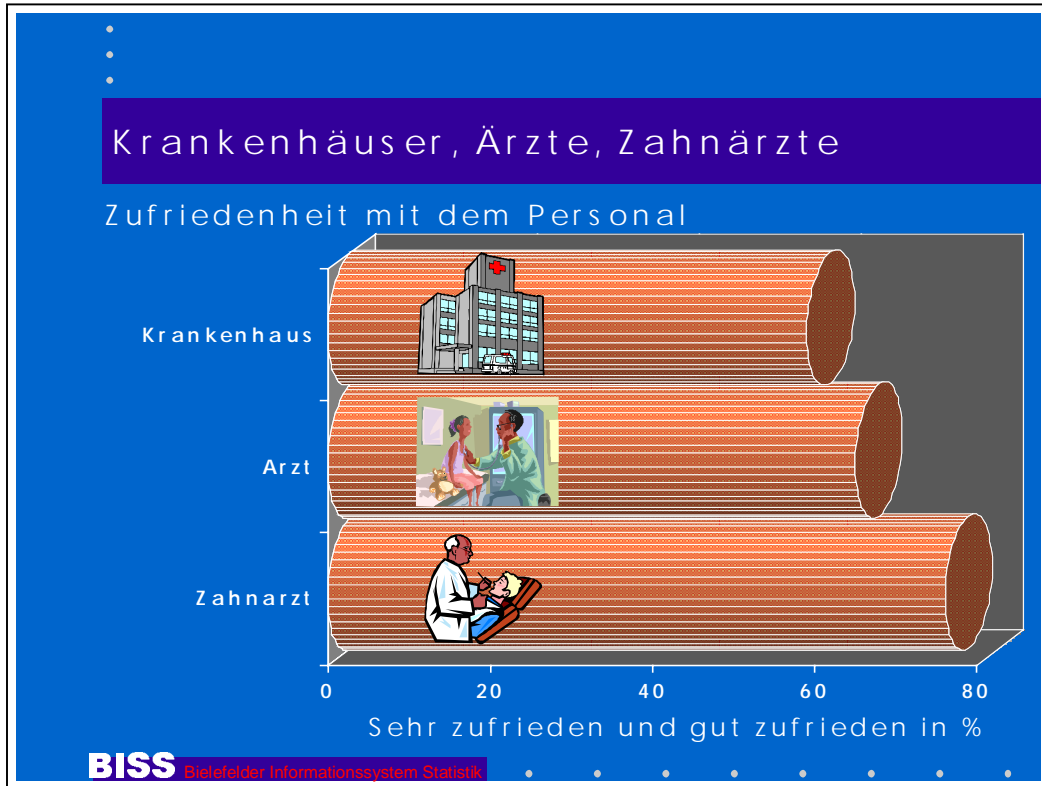 Krankenhäuser, Ärzte, Zahnärzte
Zufriedenheit mit dem Personal
Krankenhaus
Arzt
Zahnarzt
0 20 40 60 80
Sehr zufrieden und gut zufrieden in %
BISS Bielefelder Informationssystem Statistik